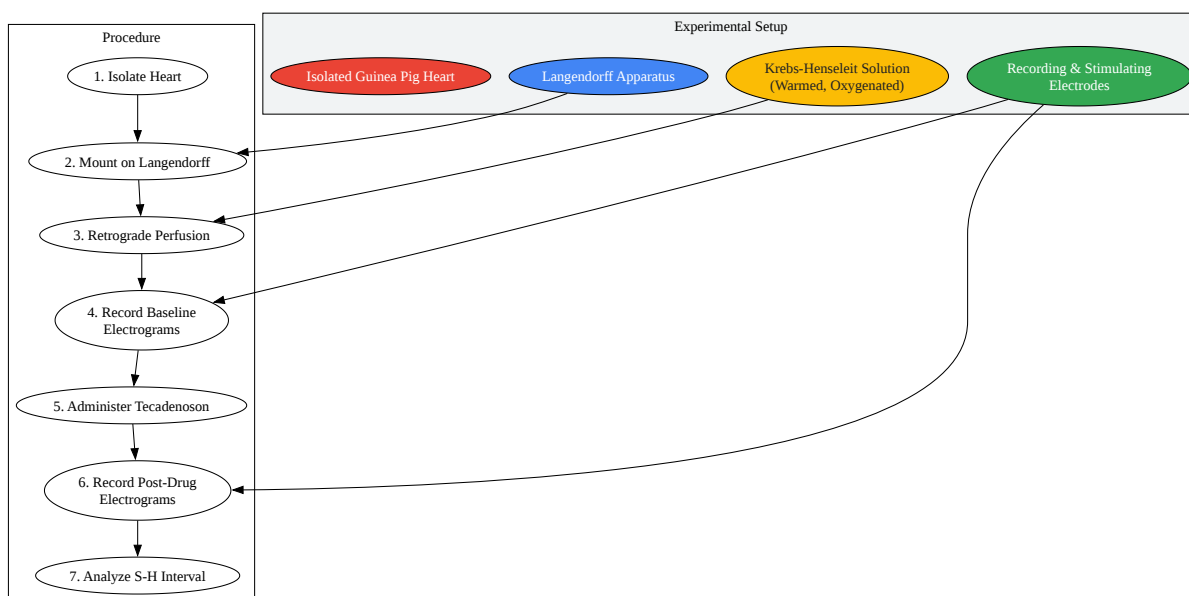 Procedure
1. Isolate Heart
2. Mount on Langendorff
3. Retrograde Perfusion
4. Record Baseline
Electrograms
5. Administer Tecadenoson
6. Record Post-Drug
Electrograms
7. Analyze S-H Interval
Experimental Setup
Isolated Guinea Pig Heart
Langendorff Apparatus
Krebs-Henseleit Solution
(Warmed, Oxygenated)
Recording & Stimulating
Electrodes